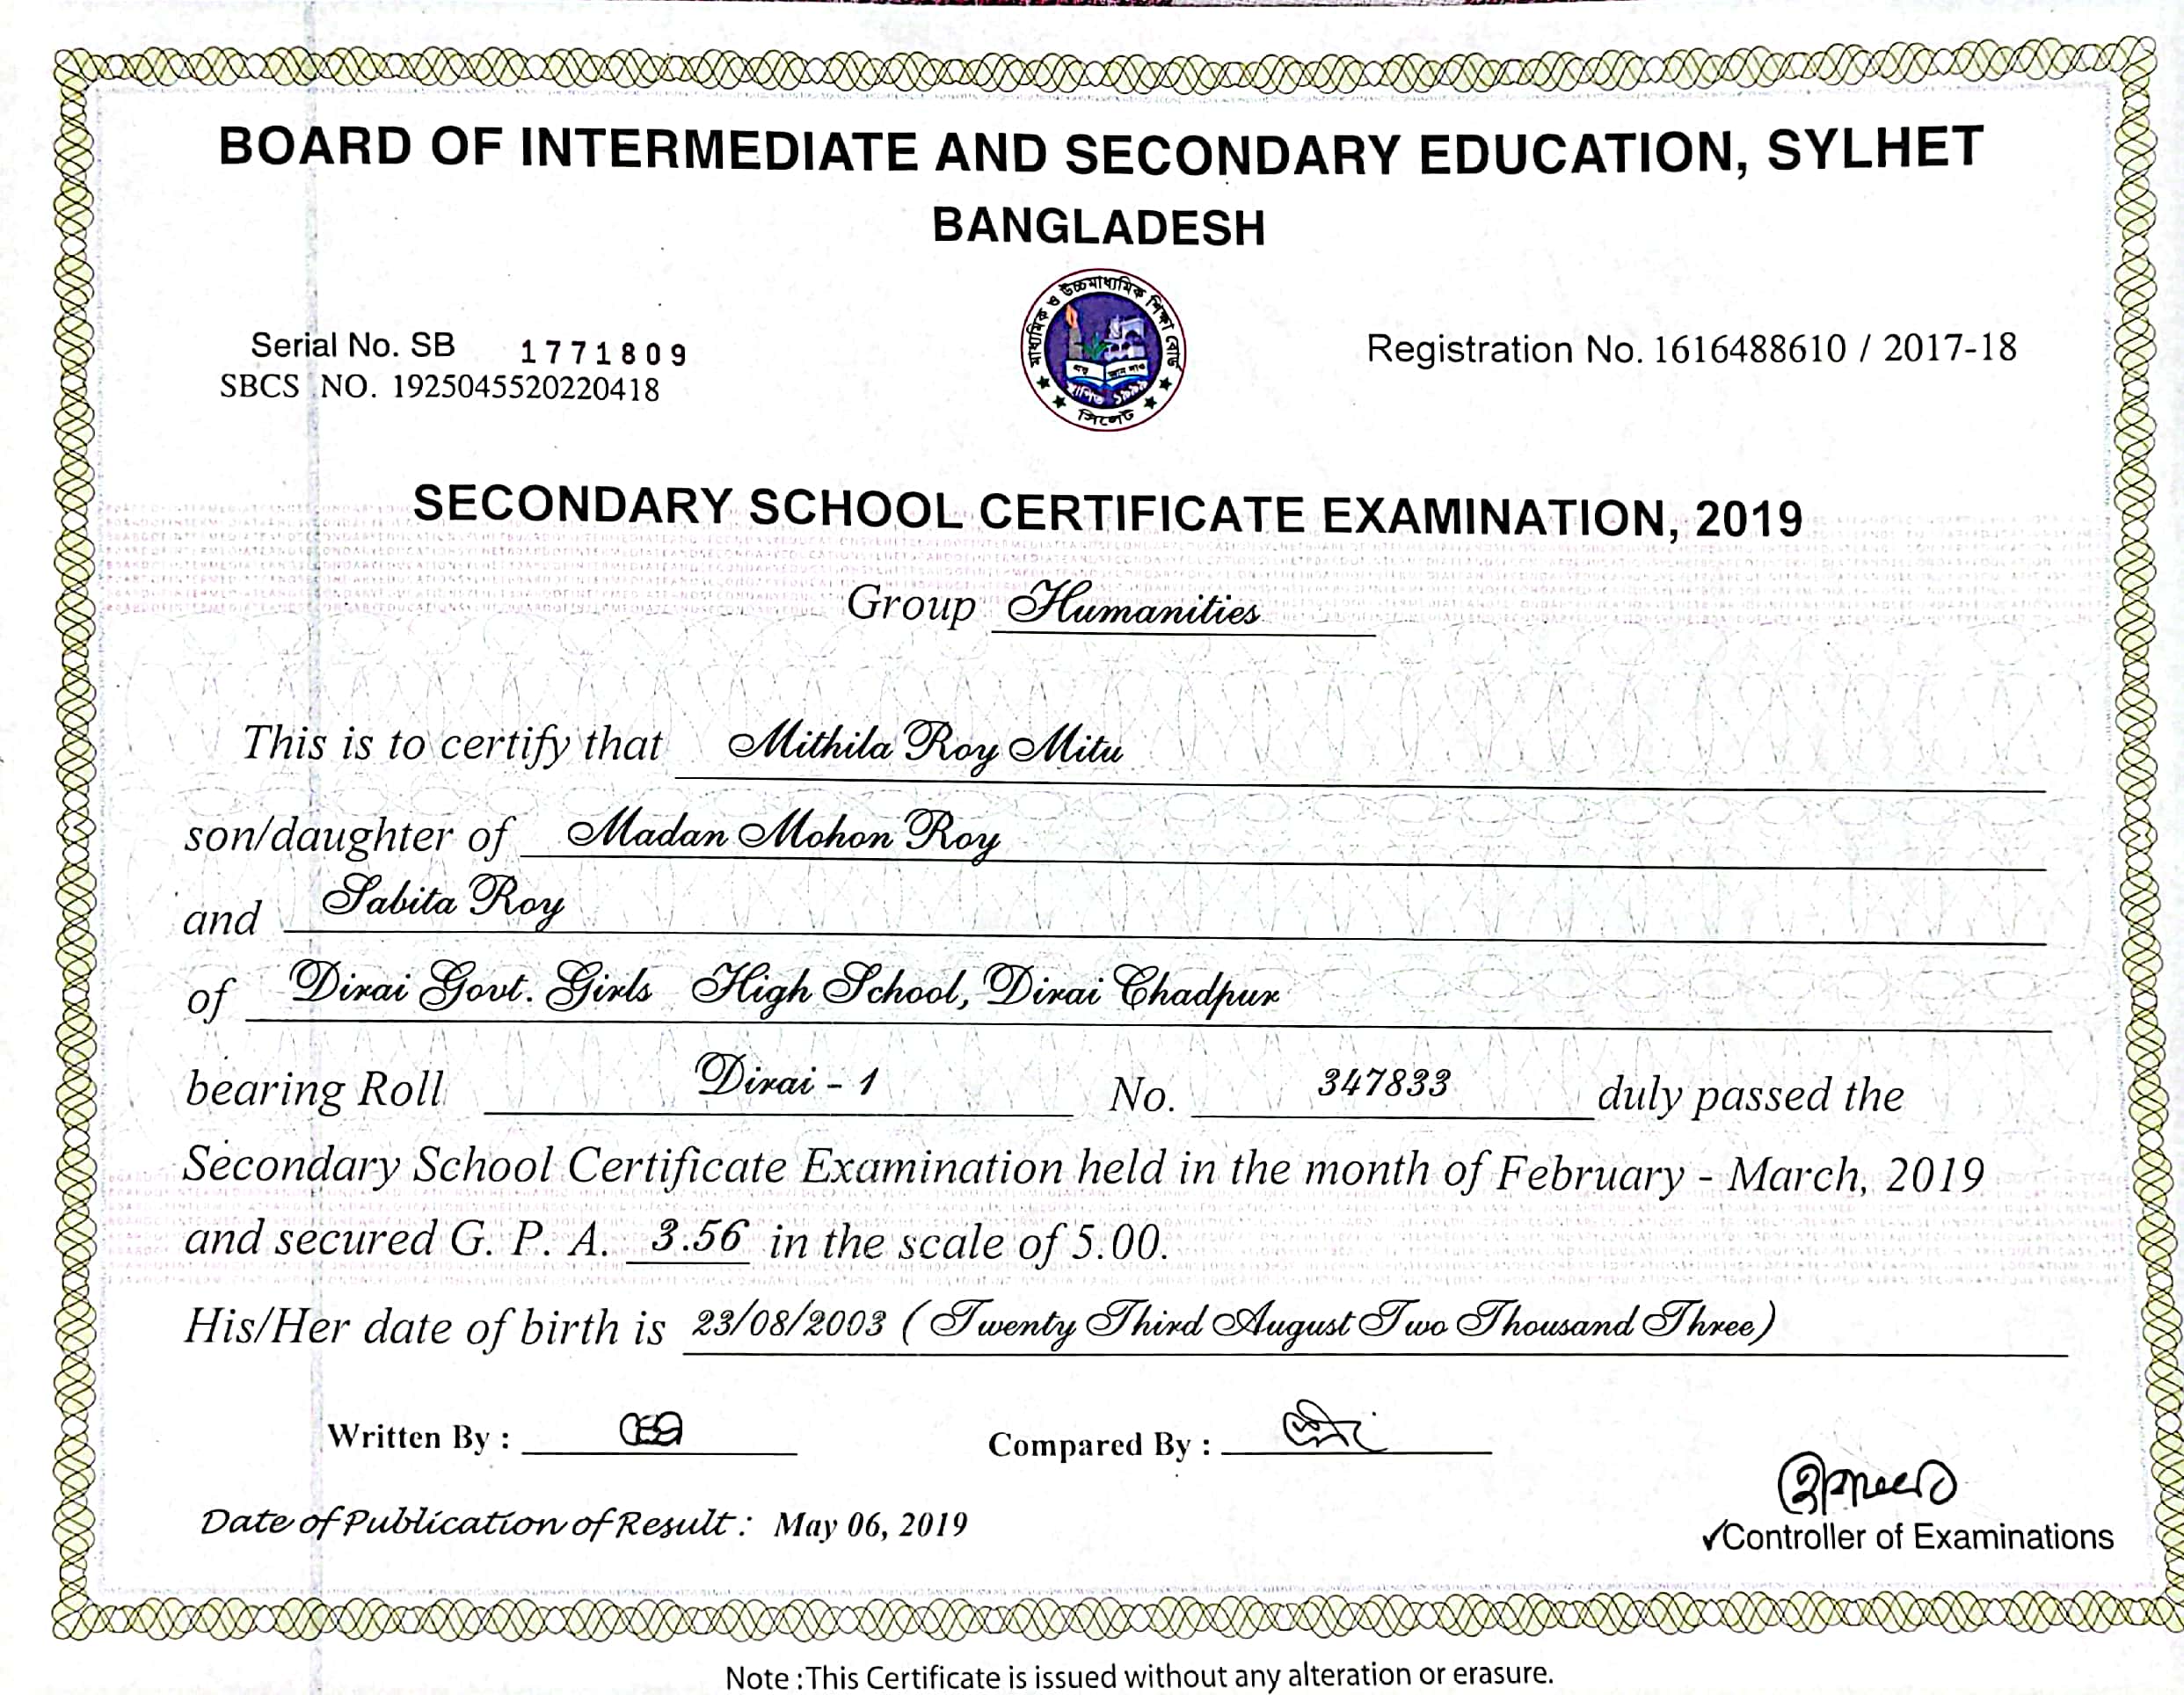 BOARD OF INTERMEDIATE AND SECONDARY EDUCATION, SYLHET
BANGLADESH
মাধ্যমিক ও উচ্চমাধ্যমিক শিক্ষা বোর্ড
সিলেট
Serial No. SB 1771809
SBCS NO. 1925045520220418
Registration No. 1616488610 / 2017-18
SECONDARY SCHOOL CERTIFICATE EXAMINATION, 2019
Group Humanities
This is to certify that Mithila Roy Mitu
son/daughter of Madan Mohon Roy
and Sabita Roy
of Dirai Govt. Girls High School, Dirai Chadpur
bearing Roll Dirai - 1 No. 347833 duly passed the
Secondary School Certificate Examination held in the month of February - March, 2019
and secured G. P. A. 3.56 in the scale of 5.00.
His/Her date of birth is 23/08/2003 ( Twenty Third August Two Thousand Three)
Written By :
Compared By :
Date of Publication of Result : May 06, 2019
✓Controller of Examinations
Note :This Certificate is issued without any alteration or erasure.